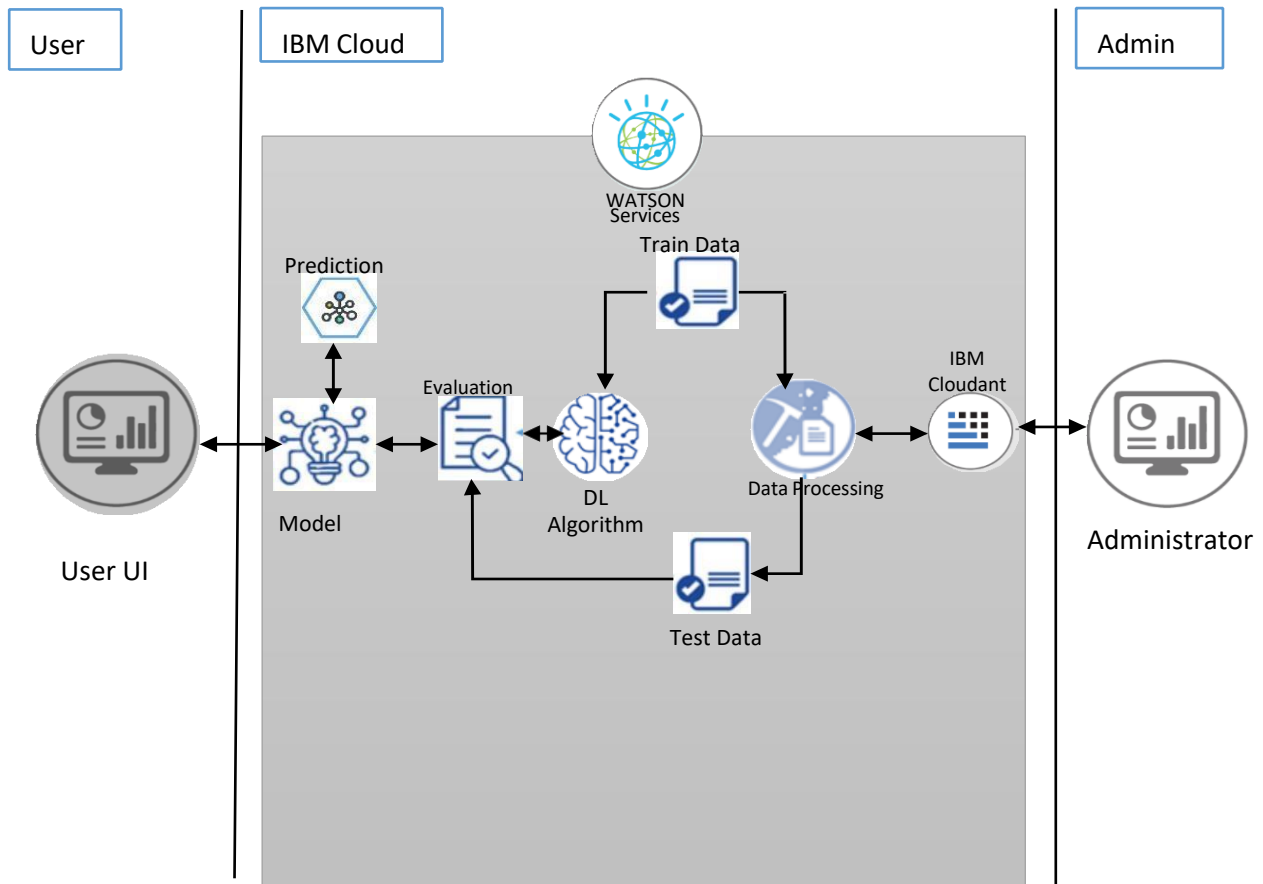 User
IBM Cloud
Admin
WATSON
Services
Train Data
Prediction
IBM
Cloudant
Evaluation
Data Processing
DL
Algorithm
Model
User UI
Administrator
Test Data